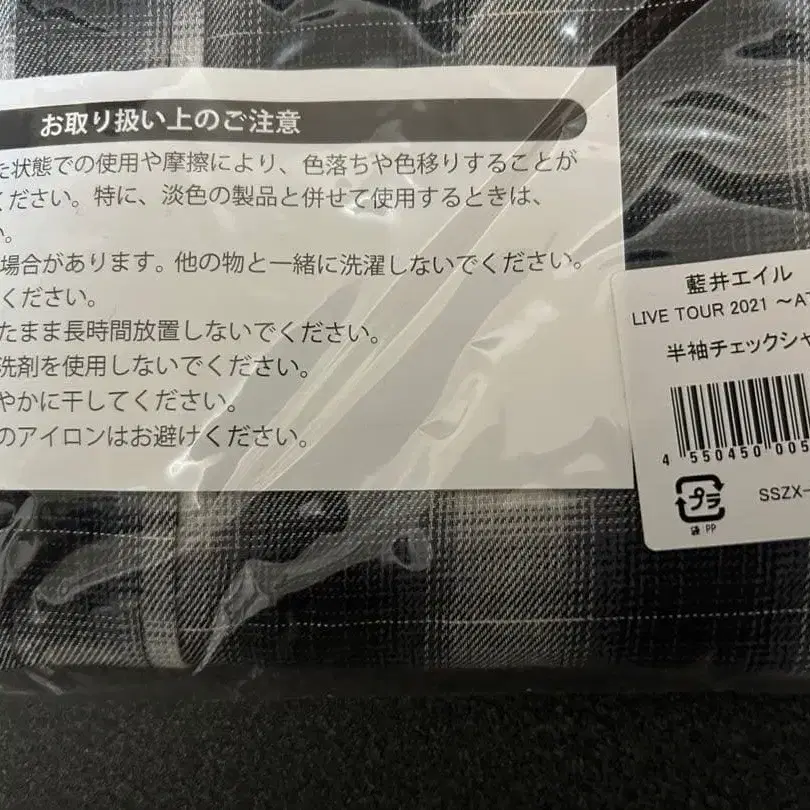 お取り扱い上のご注意
た状態での使用や摩擦により、色落ちや色移りすることが
ください。特に、淡色の製品と併せて使用するときは、
い。
場合があります。他の物と一緒に洗濯しないでください。
ください。
たまま長時間放置しないでください。
洗剤を使用しないでください。
やかに干してください。
のアイロンはお避けください。
藍井エイル
LIVE TOUR 2021 ～AT
半袖チェックシャ
4 550450 005
プラ
袋 PP
SSZX-